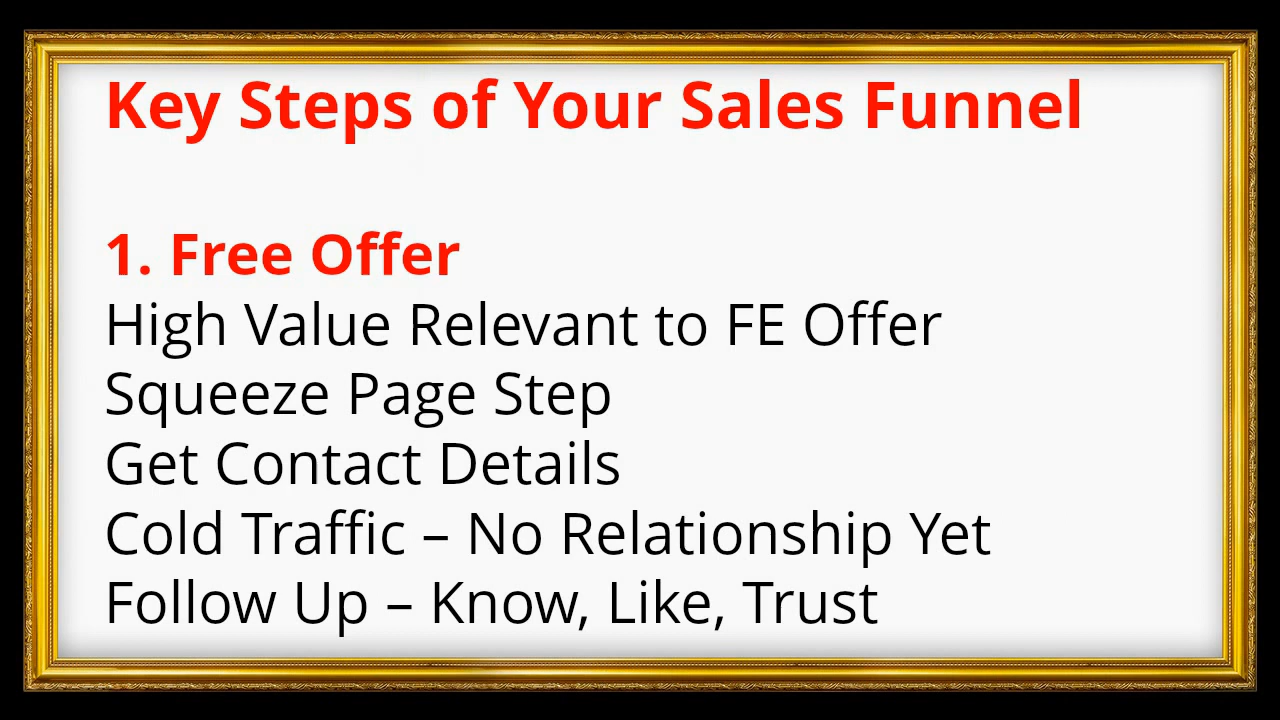 Key Steps of Your Sales Funnel
1. Free Offer
High Value Relevant to FE Offer
Squeeze Page Step
Get Contact Details
Cold Traffic – No Relationship Yet
Follow Up – Know, Like, Trust